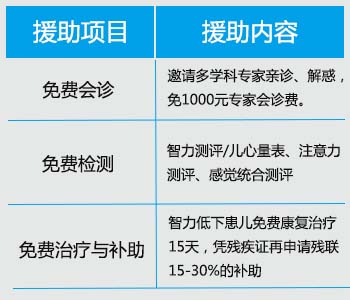 援助项目
援助内容
免费会诊
邀请多学科专家亲诊、解惑，
免1000元专家会诊费。
免费检测
智力测评/儿心量表、注意力
测评、感觉统合测评
免费治疗与补助
智力低下患儿免费康复治疗
15天，凭残疾证再申请残联
15-30%的补助